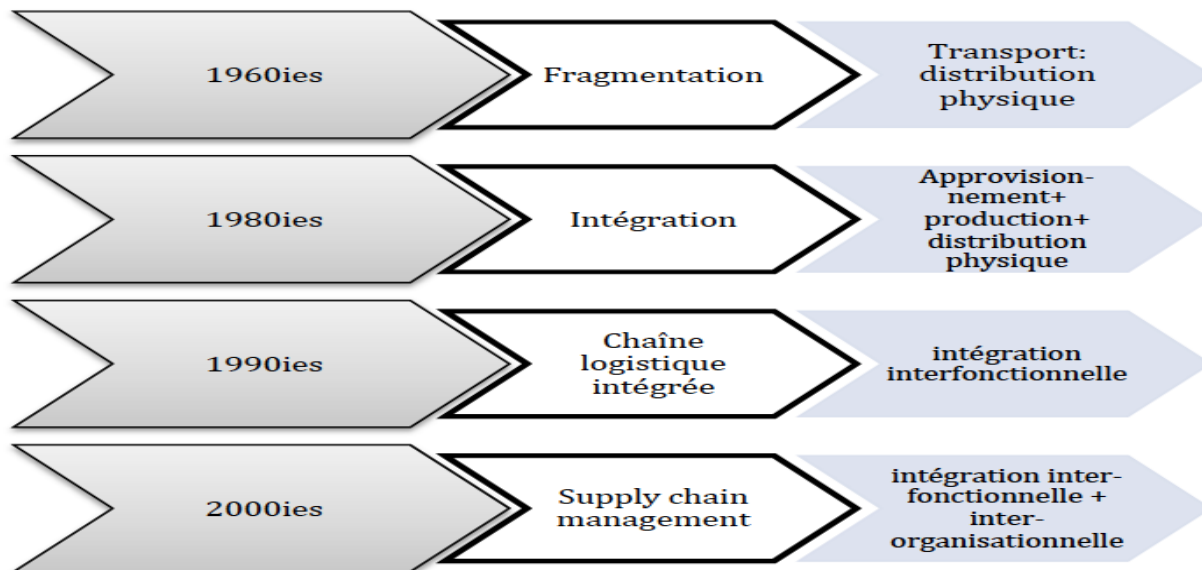 1960ies
Fragmentation
Transport:
distribution
physique
1980ies
Intégration
Approvision-
nement+
production+
distribution
physique
1990ies
Chaîne
logistique
intégrée
intégration
interfonctionnelle
2000ies
Supply chain
management
intégration inter-
fonctionnelle +
inter-
organisationnelle